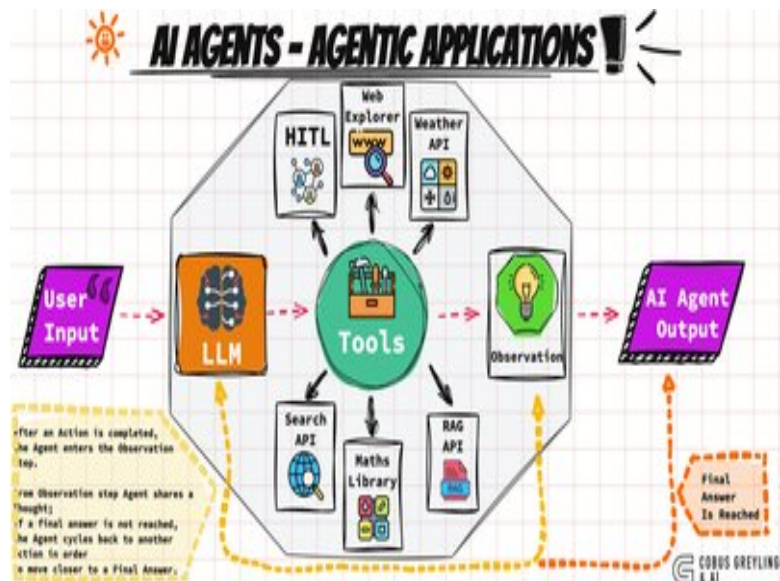 AI AGENTS - AGENTIC APPLICATIONS!
HITL
Web
Explorer
WWW
Weather
API
User
Input
LLM
Tools
Observation
AI Agent
Output
Search
API
Maths
Library
RAG
API
RAG
fter an Action is completed,
he Agent enters the Observation
tep.
rom Observation step Agent shares a
hought;
f a final answer is not reached,
he Agent cycles back to another
ction in order
o move closer to a Final Answer.
Final
Answer
Is Reached
COBUS GREYLING
& AI